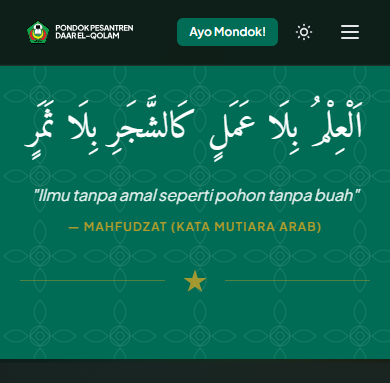 PONDOK PESANTREN
DAAR EL-QOLAM
Ayo Mondok!
اَلْعِلْمُ بِلَا عَمَلٍ كَالشَّجَرِ بِلَا ثَمَرٍ
"Ilmu tanpa amal seperti pohon tanpa buah"
— MAHFUDZAT (KATA MUTIARA ARAB)